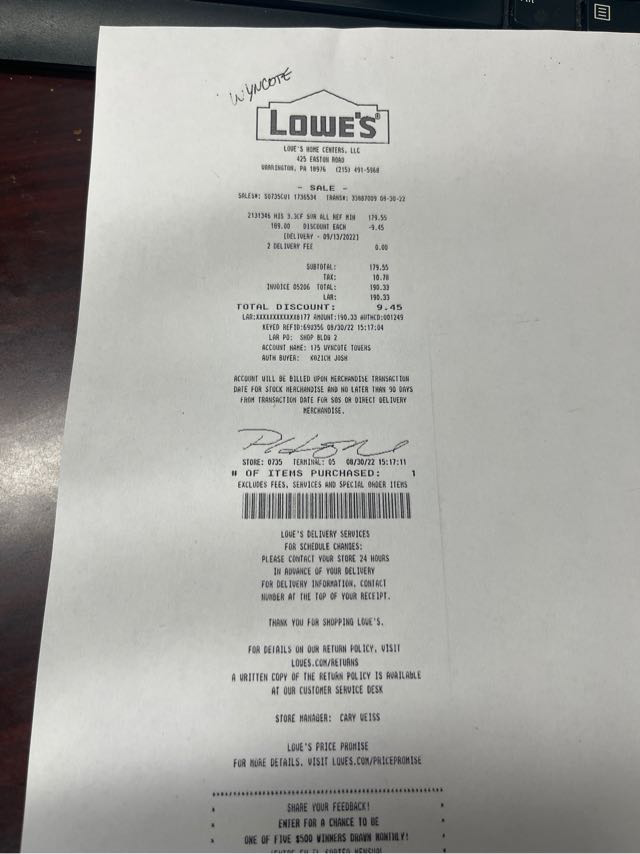 WYNCOTE
LOWE'S®
LOWE'S HOME CENTERS, LLC
425 EASTON ROAD
WARRINGTON, PA 18976 (215) 491-5968
- SALE -
SALES#: S0735CU1 1736534 TRANS#: 33887009 08-30-22
2131346 HIS 3.3CF SVR ALL REF MIN 179.55
189.00 DISCOUNT EACH -9.45
[DELIVERY - 09/13/2022]
2 DELIVERY FEE 0.00
SUBTOTAL: 179.55
TAX: 10.78
INVOICE 05206 TOTAL: 190.33
LAR: 190.33
TOTAL DISCOUNT: 9.45
LAR:XXXXXXXXXXXX8177 AMOUNT:190.33 AUTHCD:001249
KEYED REFID:690356 08/30/22 15:17:04
LAR PO: SHOP BLDG 2
ACCOUNT NAME: 175 WYNCOTE TOWERS
AUTH BUYER: KOZICH JOSH
ACCOUNT WILL BE BILLED UPON MERCHANDISE TRANSACTION
DATE FOR STOCK MERCHANDISE AND NO LATER THAN 90 DAYS
FROM TRANSACTION DATE FOR SOS OR DIRECT DELIVERY
MERCHANDISE.
STORE: 0735 TERMINAL: 05 08/30/22 15:17:11
# OF ITEMS PURCHASED: 1
EXCLUDES FEES, SERVICES AND SPECIAL ORDER ITEMS
LOWE'S DELIVERY SERVICES
FOR SCHEDULE CHANGES:
PLEASE CONTACT YOUR STORE 24 HOURS
IN ADVANCE OF YOUR DELIVERY
FOR DELIVERY INFORMATION, CONTACT
NUMBER AT THE TOP OF YOUR RECEIPT.
THANK YOU FOR SHOPPING LOWE'S.
FOR DETAILS ON OUR RETURN POLICY, VISIT
LOWES.COM/RETURNS
A WRITTEN COPY OF THE RETURN POLICY IS AVAILABLE
AT OUR CUSTOMER SERVICE DESK
STORE MANAGER: CARY WEISS
LOWE'S PRICE PROMISE
FOR MORE DETAILS, VISIT LOWES.COM/PRICEPROMISE
SHARE YOUR FEEDBACK!
ENTER FOR A CHANCE TO BE
ONE OF FIVE $500 WINNERS DRAWN MONTHLY!